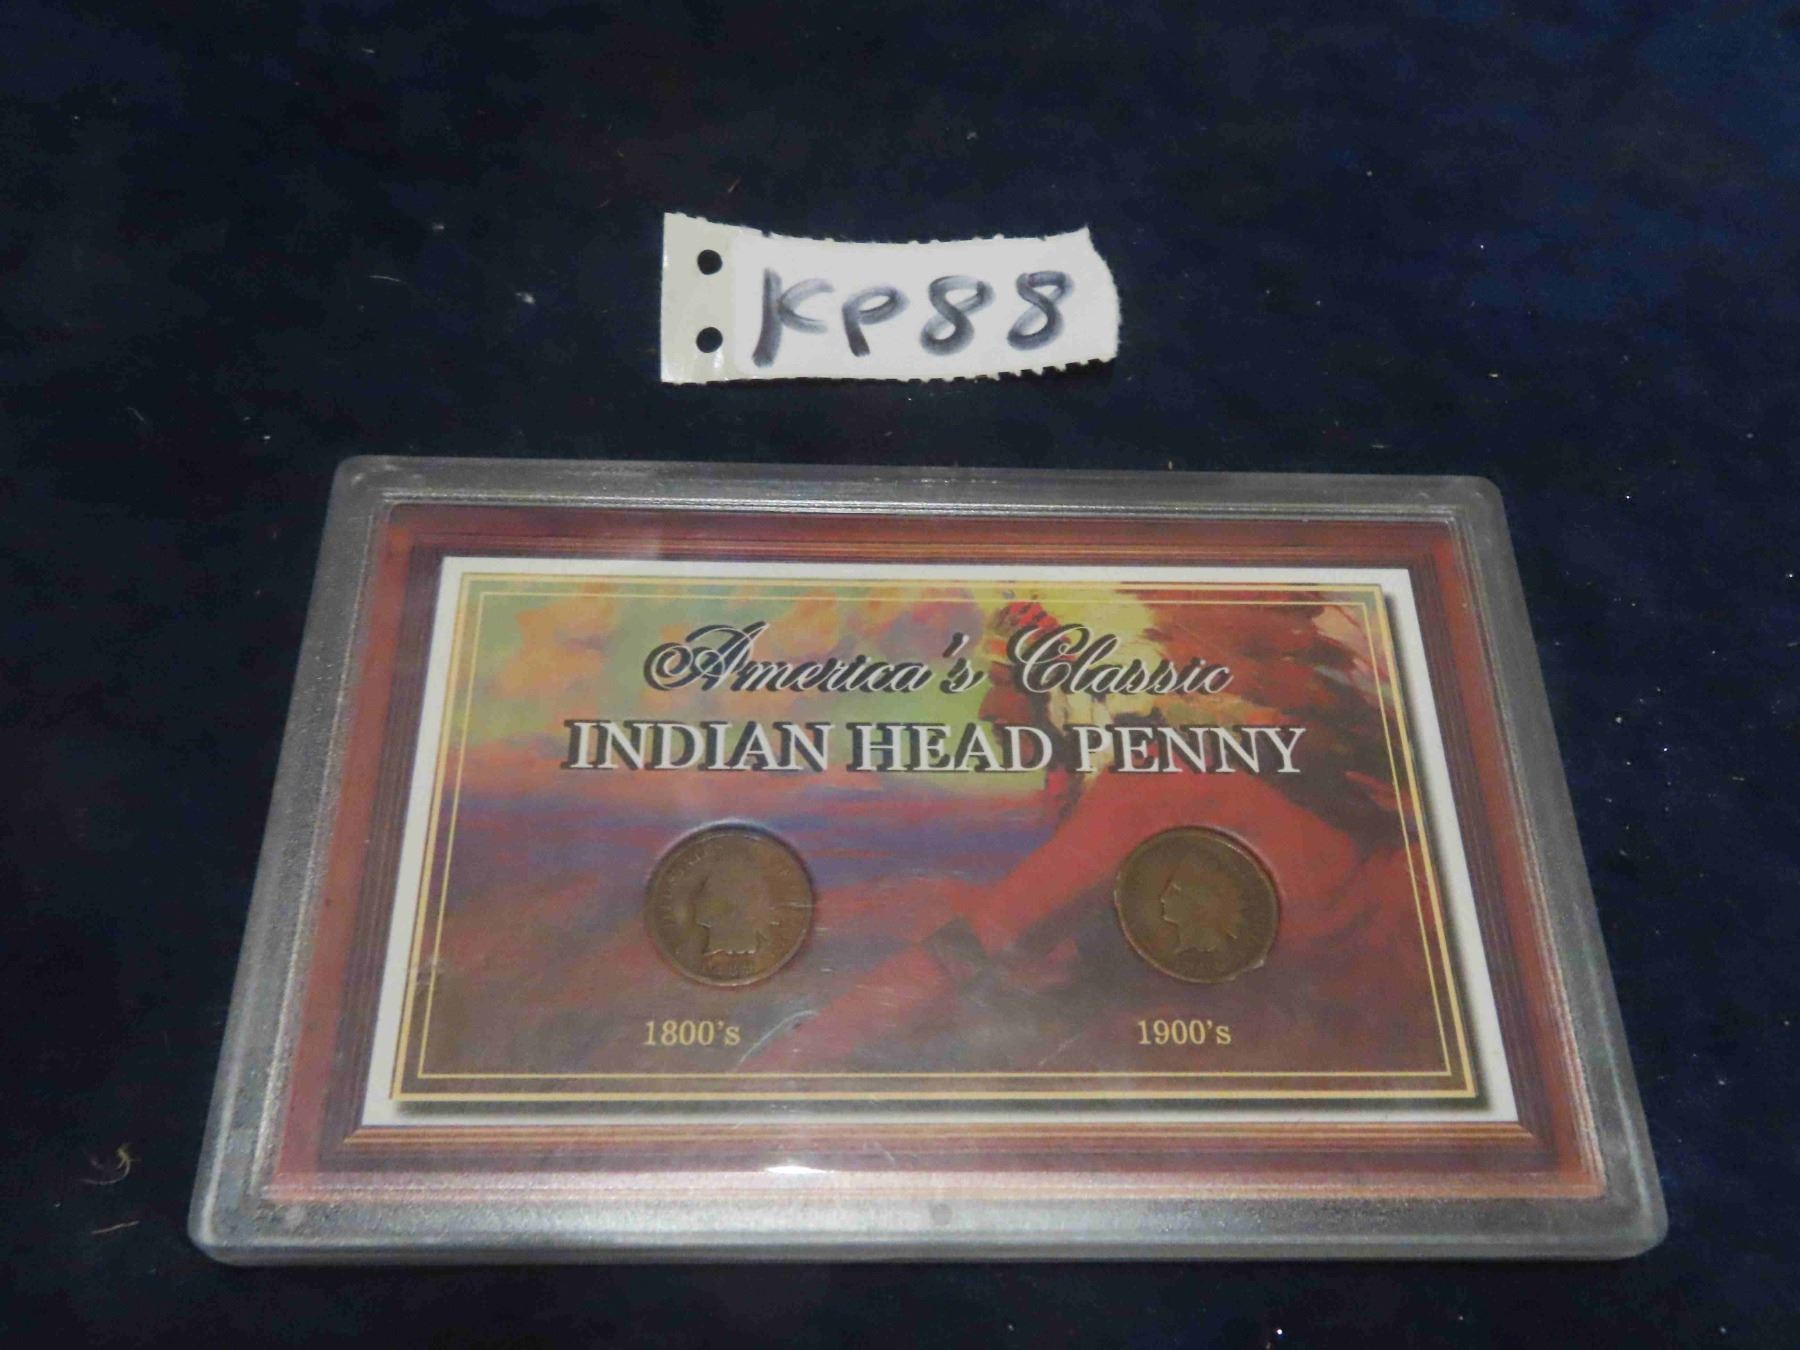 KP88
America's Classic
INDIAN HEAD PENNY
1800's
1900's